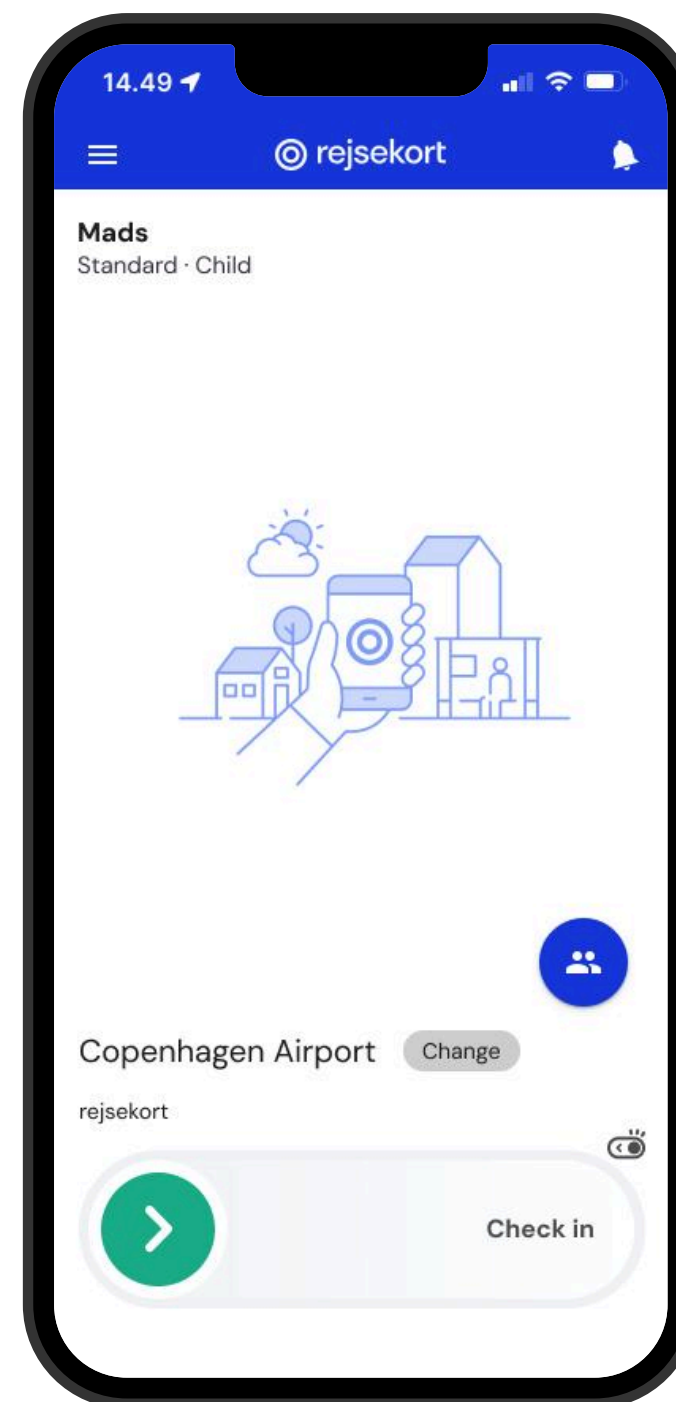 14.49
rejsekort
Mads
Standard · Child
Copenhagen Airport Change
rejsekort
Check in